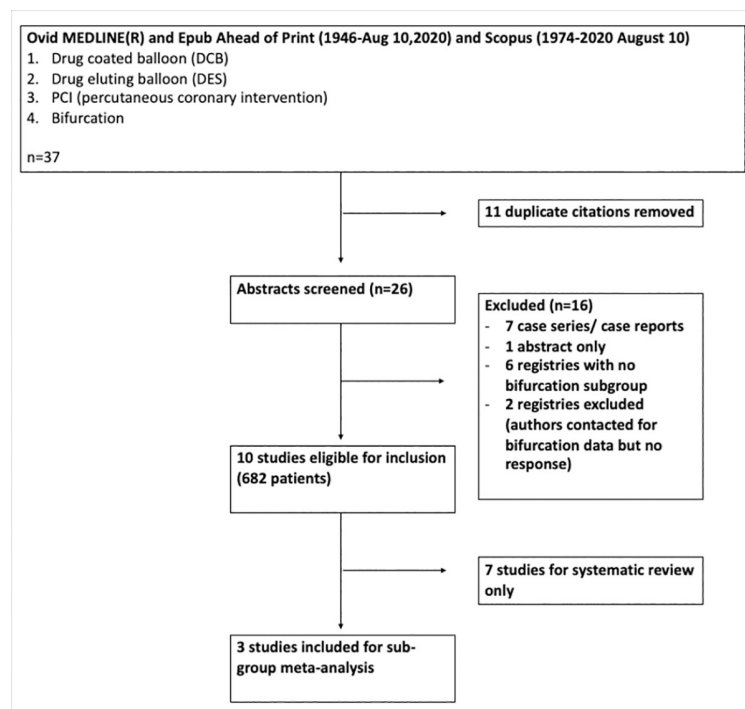 Ovid MEDLINE(R) and Epub Ahead of Print (1946-Aug 10,2020) and Scopus (1974-2020 August 10)
1. Drug coated balloon (DCB)
2. Drug eluting balloon (DES)
3. PCI (percutaneous coronary intervention)
4. Bifurcation
n=37
11 duplicate citations removed
Abstracts screened (n=26)
Excluded (n=16)
- 7 case series/ case reports
- 1 abstract only
- 6 registries with no
bifurcation subgroup
- 2 registries excluded
(authors contacted for
bifurcation data but no
response)
10 studies eligible for inclusion
(682 patients)
7 studies for systematic review
only
3 studies included for sub-
group meta-analysis